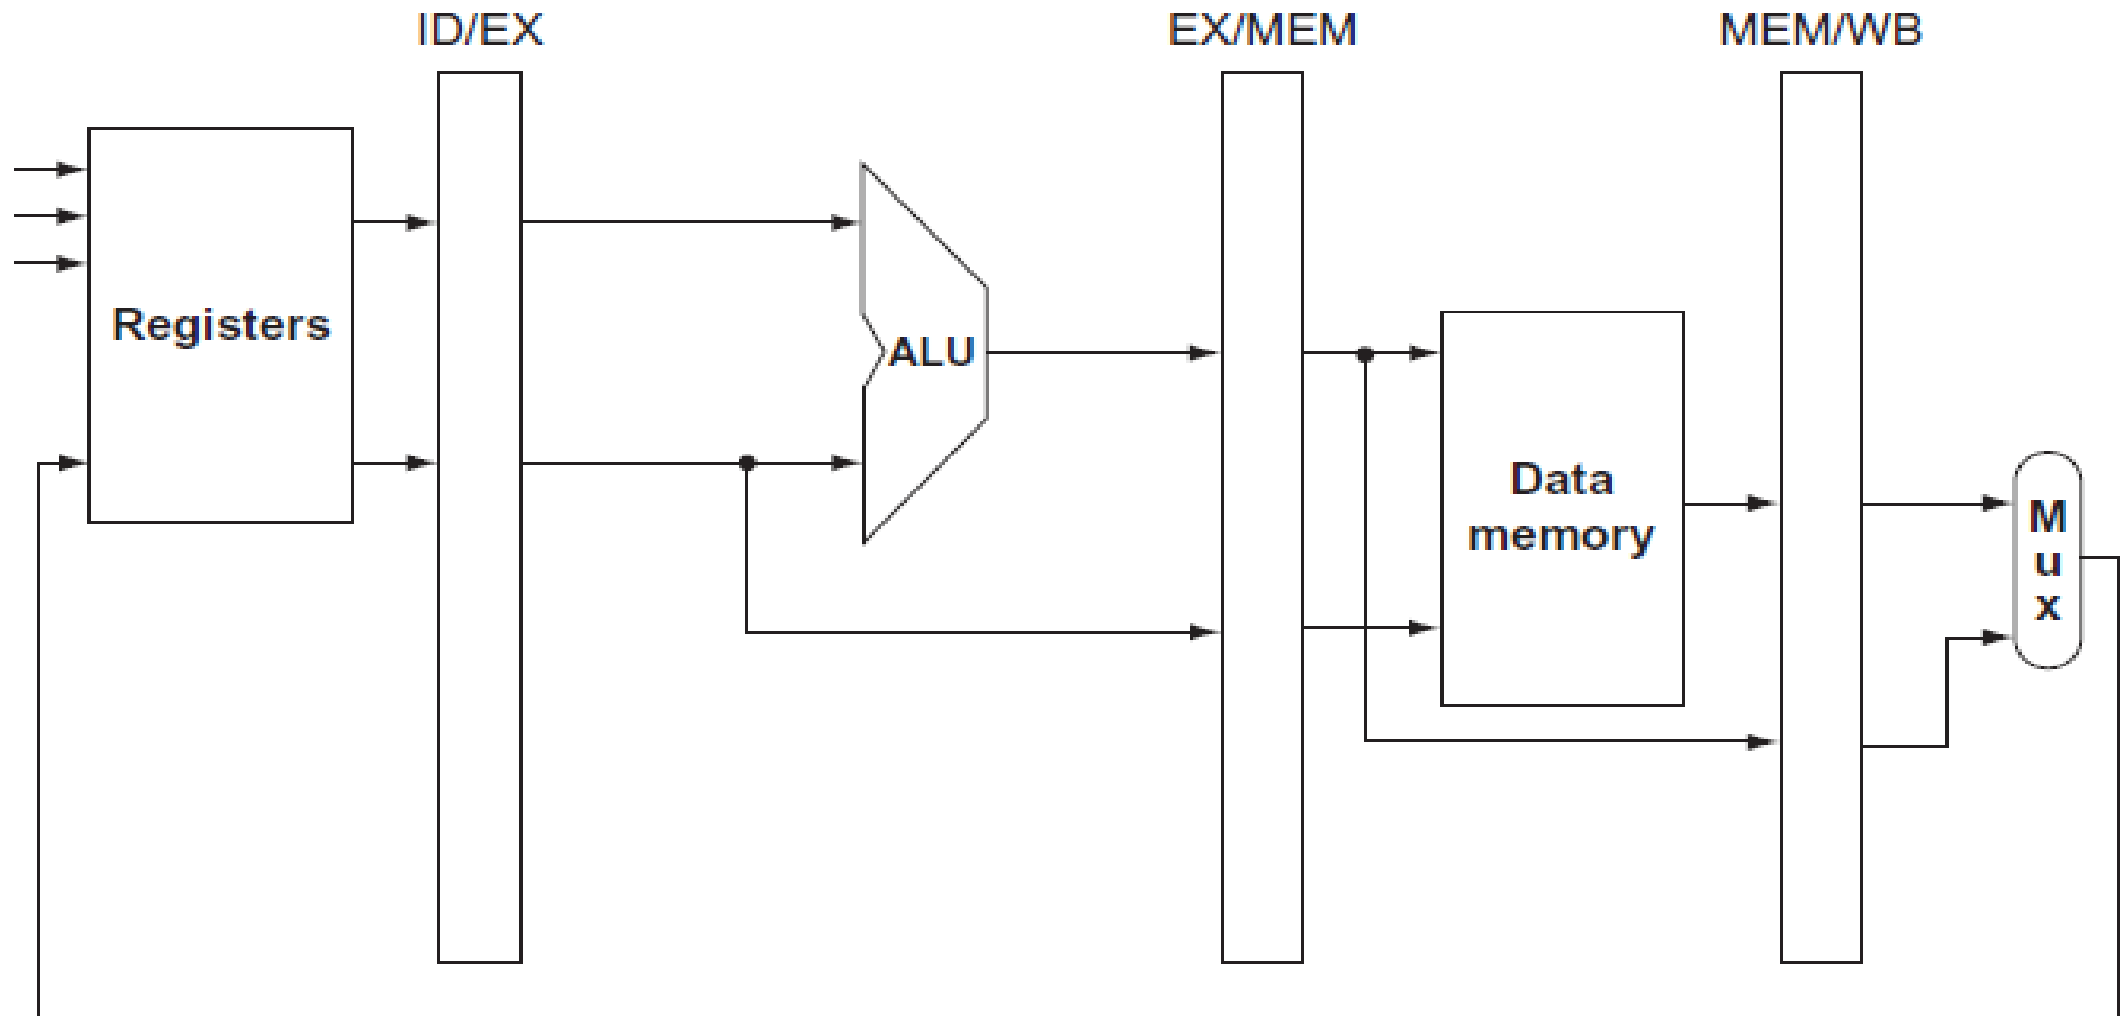 ID/EX
EX/MEM
MEM/WB
Registers
ALU
Data
memory
M
u
x